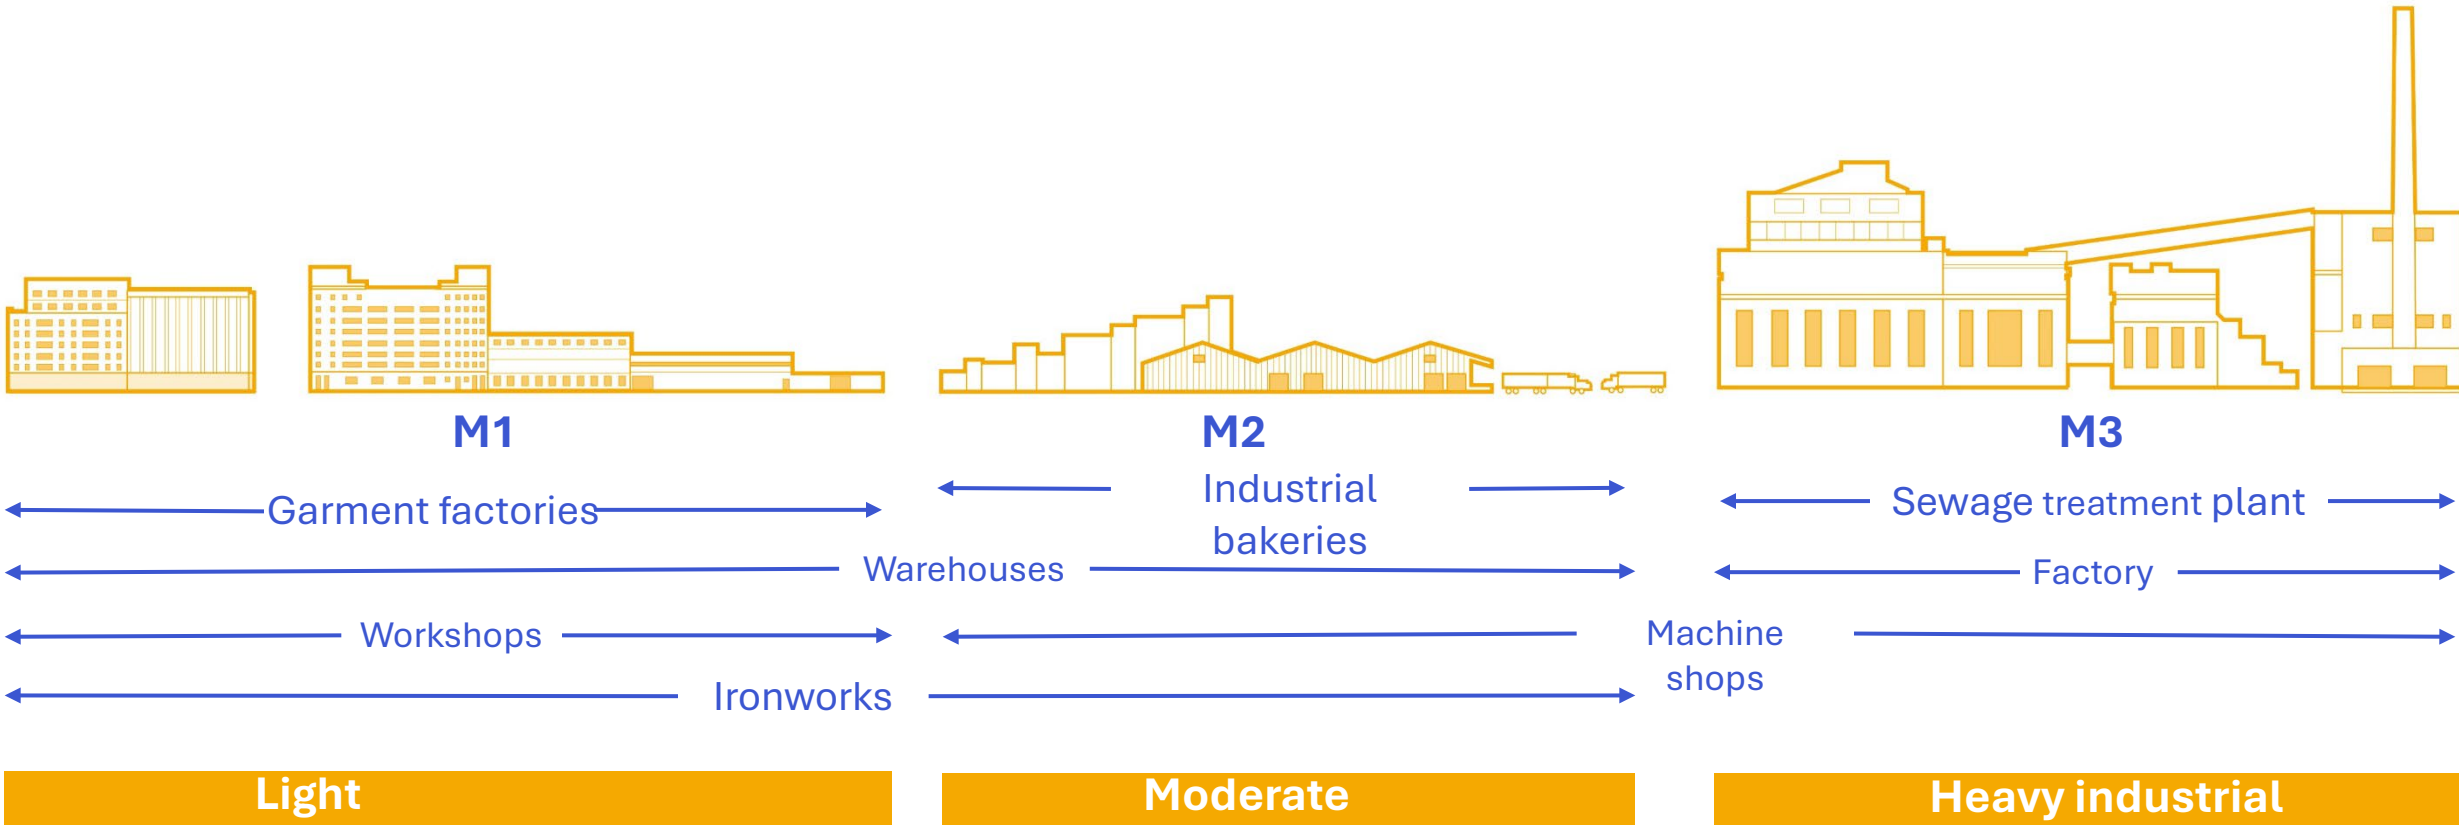 M1
M2
M3
Garment factories
Industrial
bakeries
Sewage treatment plant
Warehouses
Factory
Workshops
Machine
shops
Ironworks
Light
Moderate
Heavy industrial